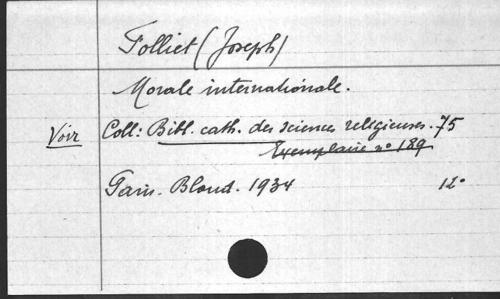 Folliet (Joseph)
Morale internationale.
Voir Coll: Bibl. cath. des sciences religieuses. 75
Exemplaire n° 189
Paris. Bloud. 1934 12°